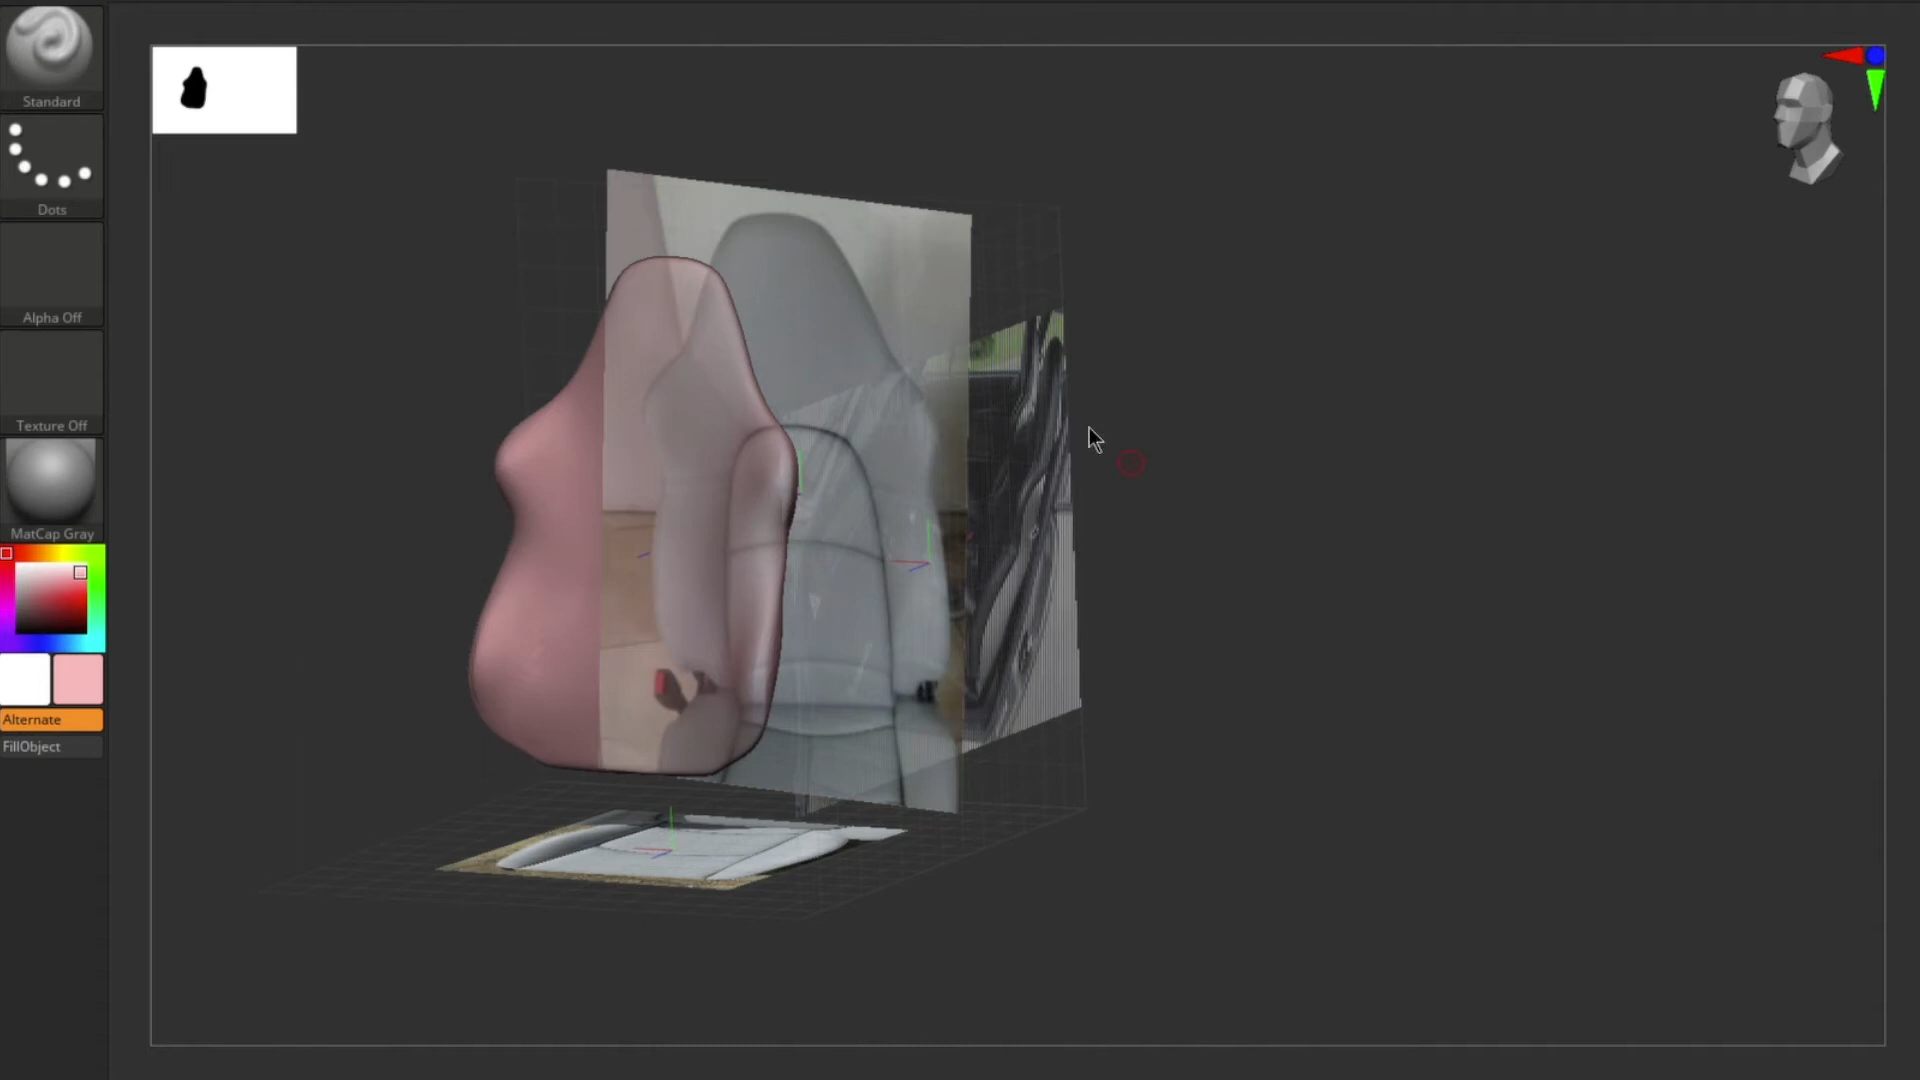 Standard
Dots
Alpha Off
Texture Off
MatCap Gray
Alternate
FillObject